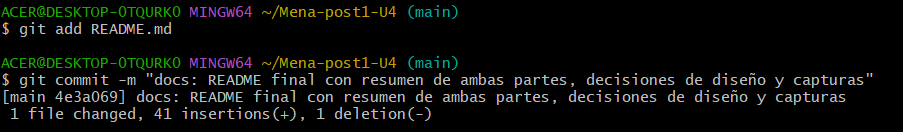 ACER@DESKTOP-OTQURK0 MINGW64 ~/Mena-post1-U4 (main)
$ git add README.md
ACER@DESKTOP-OTQURK0 MINGW64 ~/Mena-post1-U4 (main)
$ git commit -m "docs: README final con resumen de ambas partes, decisiones de diseño y capturas"
[main 4e3a069] docs: README final con resumen de ambas partes, decisiones de diseño y capturas
1 file changed, 41 insertions(+), 1 deletion(-)